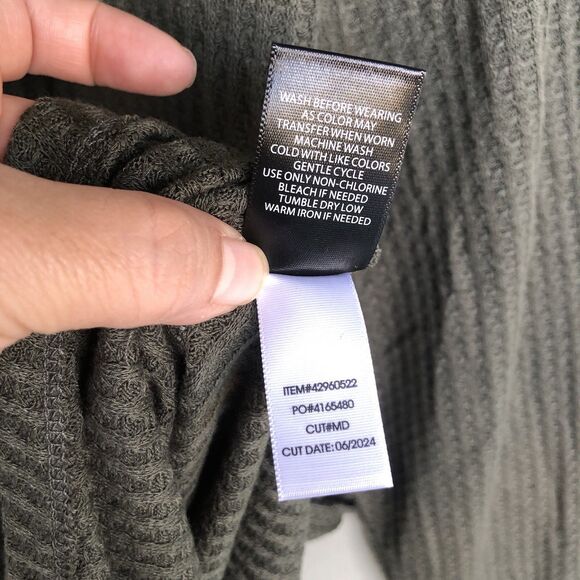 WASH BEFORE WEARING
AS COLOR MAY
TRANSFER WHEN WORN
MACHINE WASH
COLD WITH LIKE COLORS
GENTLE CYCLE
USE ONLY NON-CHLORINE
BLEACH IF NEEDED
TUMBLE DRY LOW
WARM IRON IF NEEDED
ITEM#42960522
PO#4165480
CUT#MD
CUT DATE: 06/2024